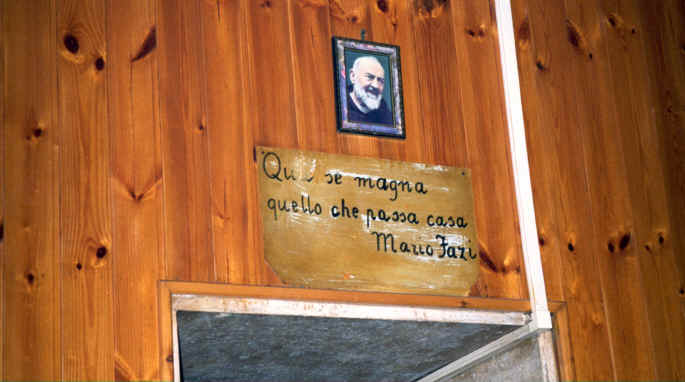 Qui se magna
quello che passa casa
Mario Fazi